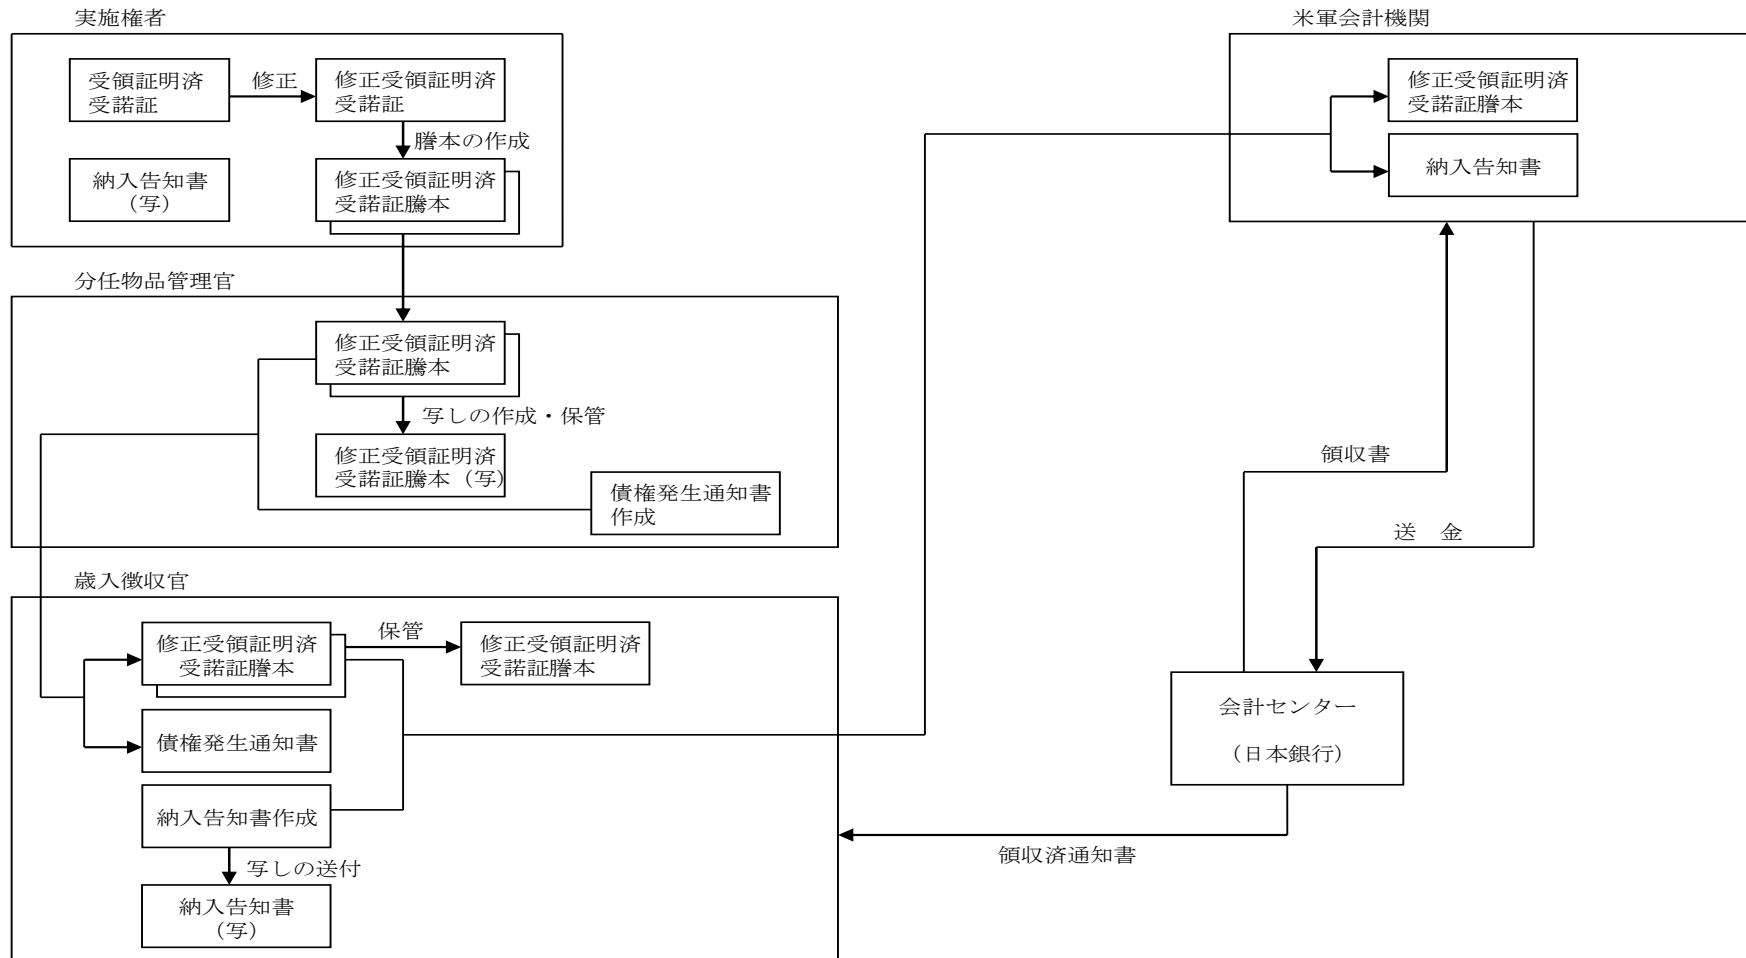 実施権者
受領証明済
受諾証
修正
修正受領証明済
受諾証
謄本の作成
納入告知書
（写）
修正受領証明済
受諾証謄本
分任物品管理官
修正受領証明済
受諾証謄本
写しの作成・保管
修正受領証明済
受諾証謄本（写）
債権発生通知書
作成
歳入徴収官
修正受領証明済
受諾証謄本
保管
修正受領証明済
受諾証謄本
債権発生通知書
納入告知書作成
写しの送付
納入告知書
（写）
米軍会計機関
修正受領証明済
受諾証謄本
納入告知書
領収書
送　金
会計センター
（日本銀行）
領収済通知書